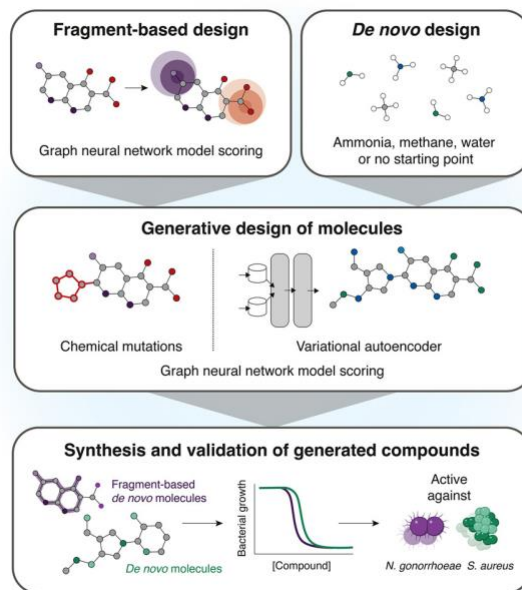 Fragment-based design
Graph neural network model scoring
De novo design
Ammonia, methane, water
or no starting point
Generative design of molecules
Chemical mutations
Variational autoencoder
Graph neural network model scoring
Synthesis and validation of generated compounds
Fragment-based
de novo molecules
De novo molecules
Bacterial growth
[Compound]
Active
against
N. gonorrhoeae S. aureus